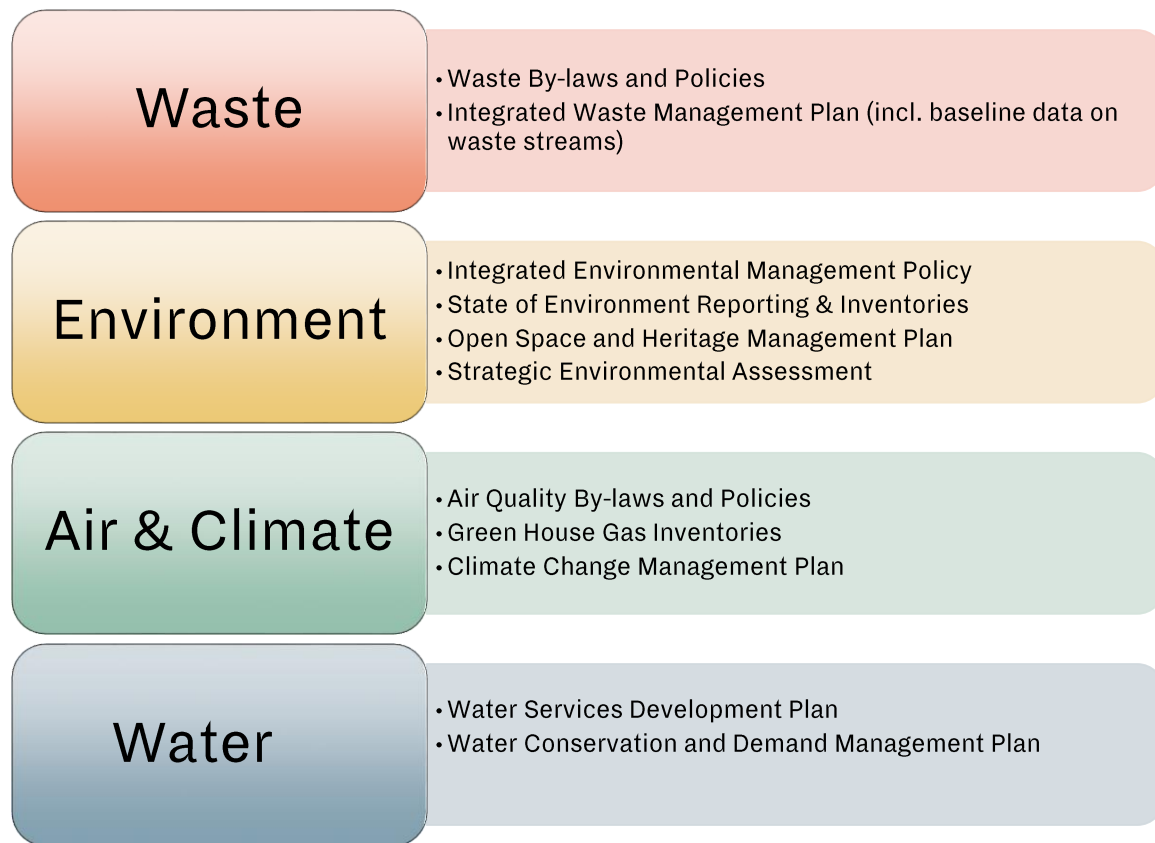 Waste
• Waste By-laws and Policies
• Integrated Waste Management Plan (incl. baseline data on
waste streams)
Environment
• Integrated Environmental Management Policy
• State of Environment Reporting & Inventories
• Open Space and Heritage Management Plan
• Strategic Environmental Assessment
Air & Climate
• Air Quality By-laws and Policies
• Green House Gas Inventories
• Climate Change Management Plan
Water
• Water Services Development Plan
• Water Conservation and Demand Management Plan